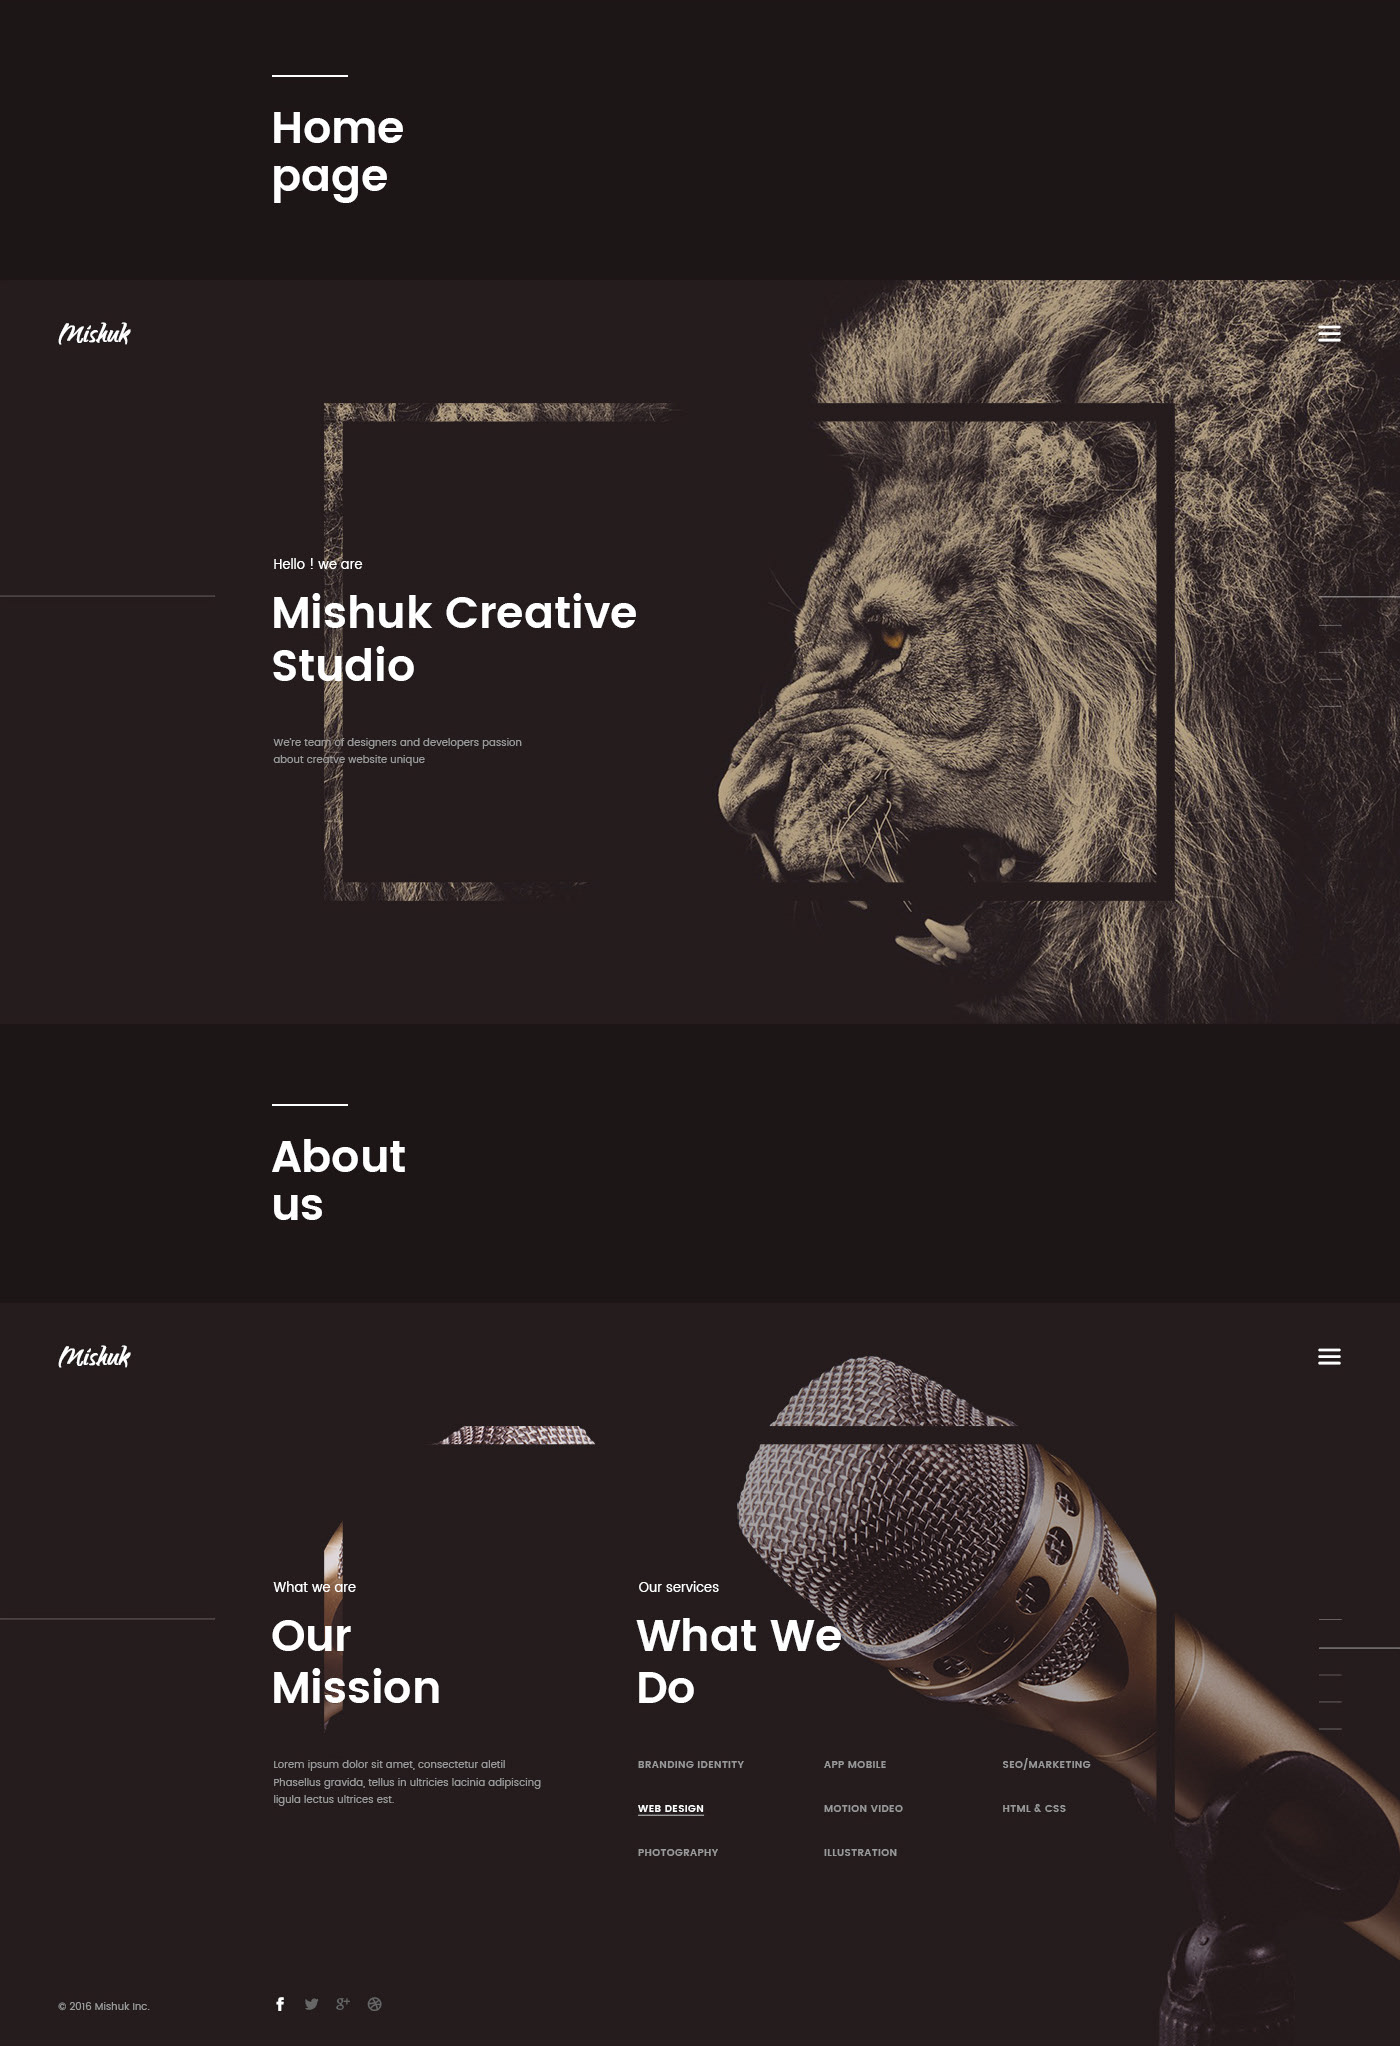 Home
page
Mishuk
Hello ! we are
Mishuk Creative
Studio
We're team of designers and developers passion
about creatve website unique
About
us
Mishuk
What we are
Our
Mission
Lorem ipsum dolor sit amet, consectetur aletil
Phasellus gravida, tellus in ultricies lacinia adipiscing
ligula lectus ultrices est.
Our services
What We
Do
BRANDING IDENTITY
APP MOBILE
SEO/MARKETING
WEB DESIGN
MOTION VIDEO
HTML & CSS
PHOTOGRAPHY
ILLUSTRATION
© 2016 Mishuk Inc.